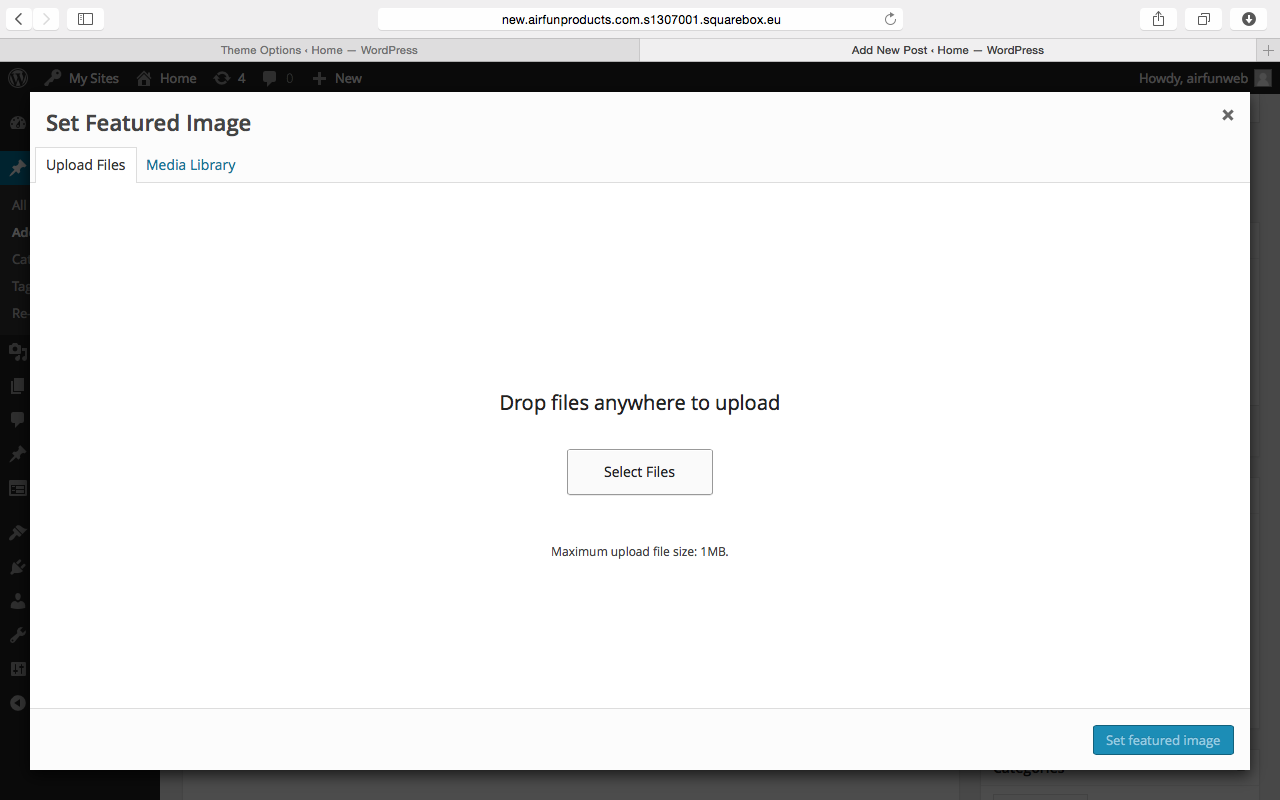 new.airfunproducts.com.s1307001.squarebox.eu
Theme Options ‹ Home — WordPress
Add New Post ‹ Home — WordPress
My Sites
Home
4
0
New
Howdy, airfunweb
Set Featured Image
Upload Files
Media Library
All
Ad
Cat
Tag
Re-
Drop files anywhere to upload
Select Files
Maximum upload file size: 1MB.
Set featured image
Categories